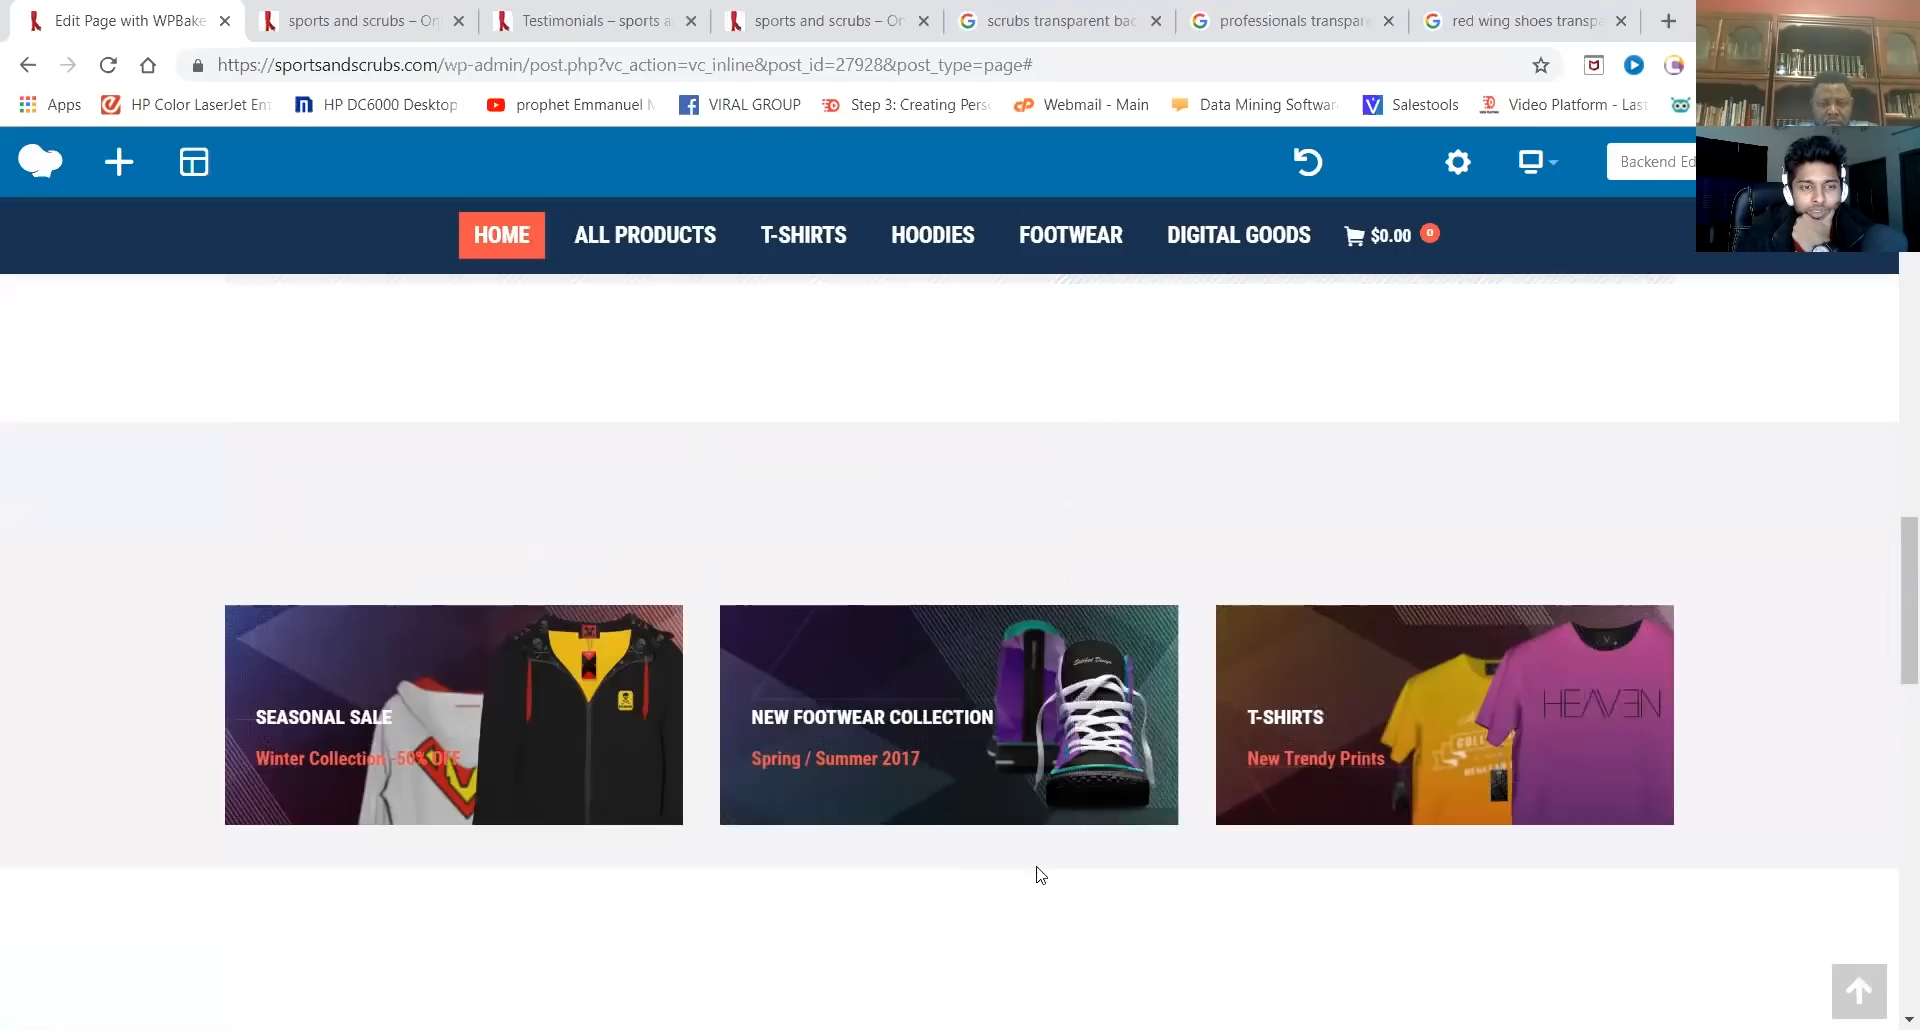 Edit Page with WPBake
sports and scrubs – On
Testimonials – sports a
sports and scrubs – On
scrubs transparent bac
professionals transpar
red wing shoes transpa
https://sportsandscrubs.com/wp-admin/post.php?vc_action=vc_inline&post_id=27928&post_type=page#
Apps
HP Color LaserJet Ent
HP DC6000 Desktop
prophet Emmanuel M
VIRAL GROUP
Step 3: Creating Pers
Webmail - Main
Data Mining Softwar
Salestools
Video Platform - Last
Backend Ed
HOME ALL PRODUCTS T-SHIRTS HOODIES FOOTWEAR DIGITAL GOODS $0.00 0
SEASONAL SALE
Winter Collection -50% OFF
NEW FOOTWEAR COLLECTION
Spring / Summer 2017
T-SHIRTS
New Trendy Prints
HEAVEN